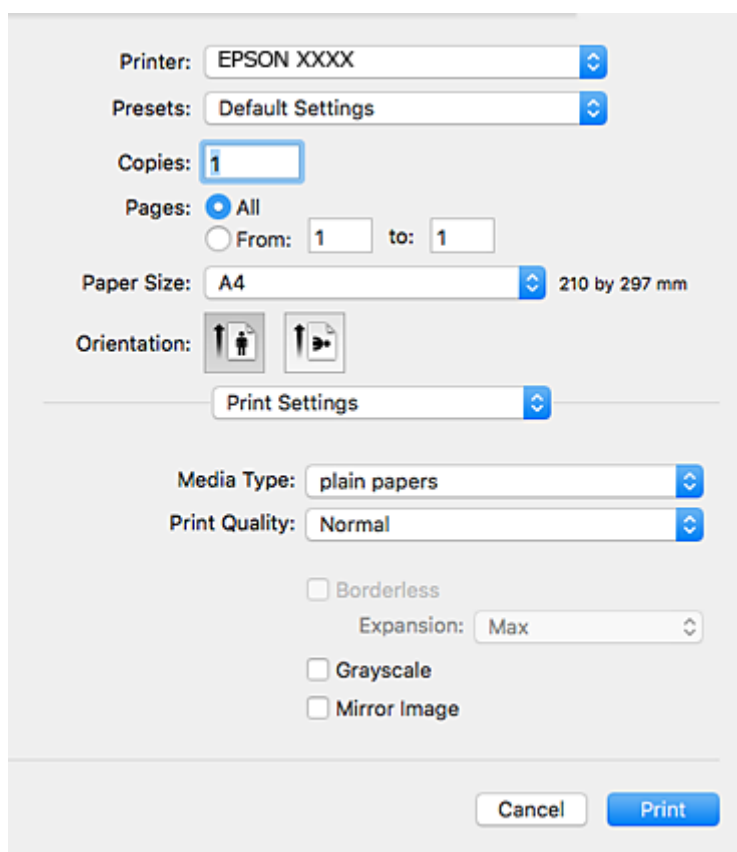 Printer: EPSON XXXX
Presets: Default Settings
Copies: 1
Pages: All
From: 1 to: 1
Paper Size: A4 210 by 297 mm
Orientation:
Print Settings
Media Type: plain papers
Print Quality: Normal
Borderless
Expansion: Max
Grayscale
Mirror Image
Cancel Print